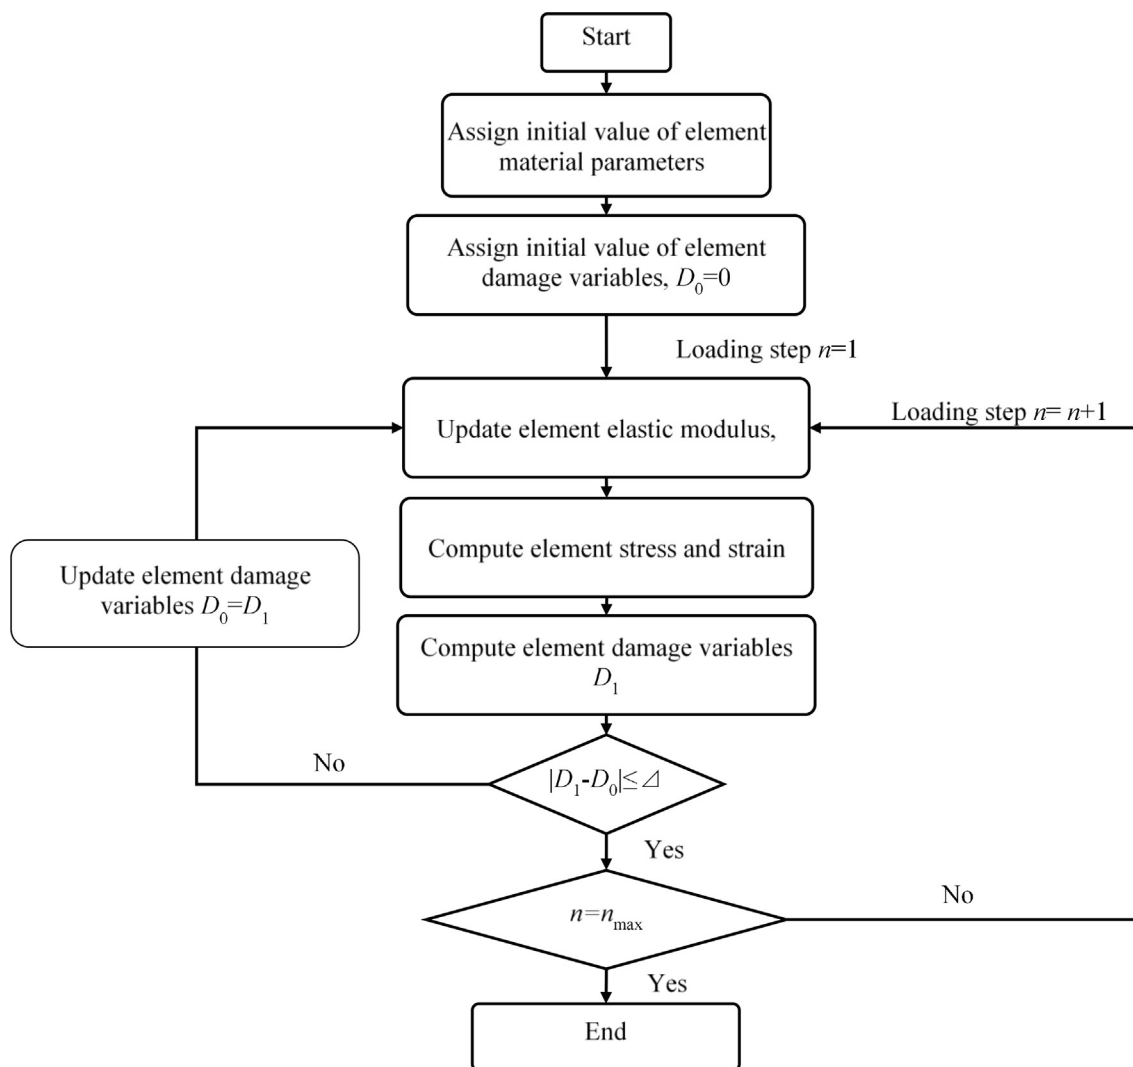 Start
Assign initial value of element
material parameters
Assign initial value of element
damage variables, D₀=0
Loading step n=1
Loading step n= n+1
Update element elastic modulus,
Compute element stress and strain
Update element damage
variables D₀=D₁
Compute element damage variables
D₁
No
|D₁-D₀|≤⊿
Yes
n=nmax
No
Yes
End